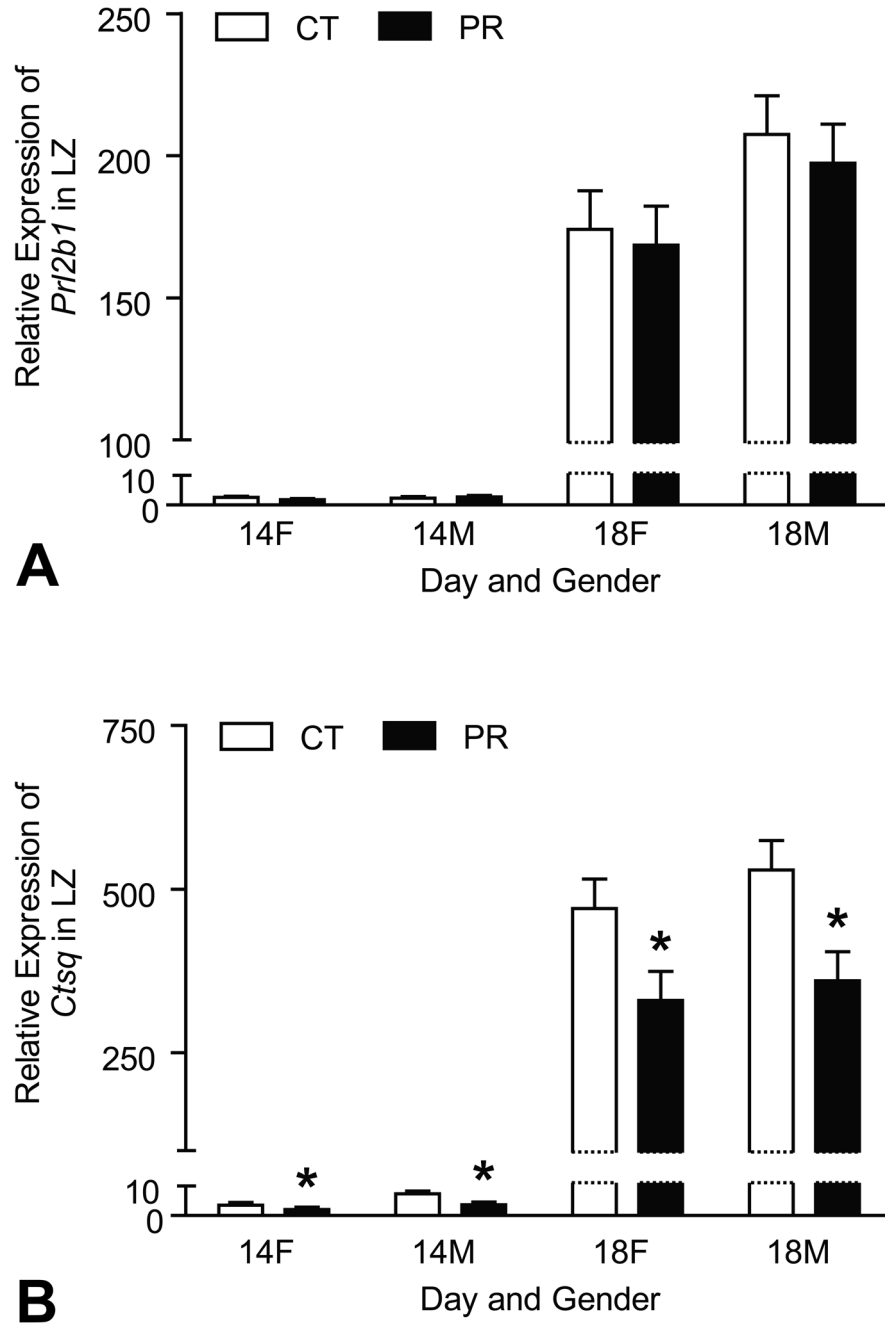 250
CT PR
Relative Expression of
Prl2b1 in LZ
200
150
100
10
0
14F 14M 18F 18M
Day and Gender
A
750
CT PR
Relative Expression of
Ctsq in LZ
500
*
*
250
*
*
10
0
14F 14M 18F 18M
Day and Gender
B